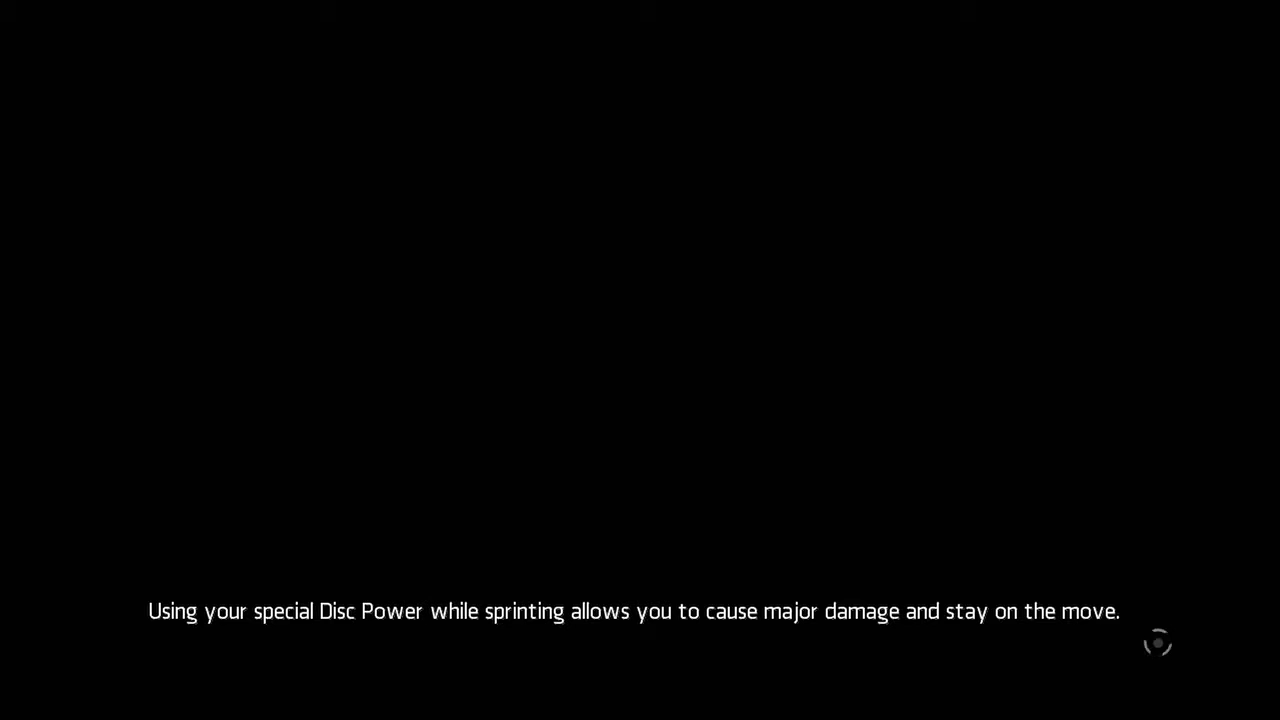 Using your special Disc Power while sprinting allows you to cause major damage and stay on the move.